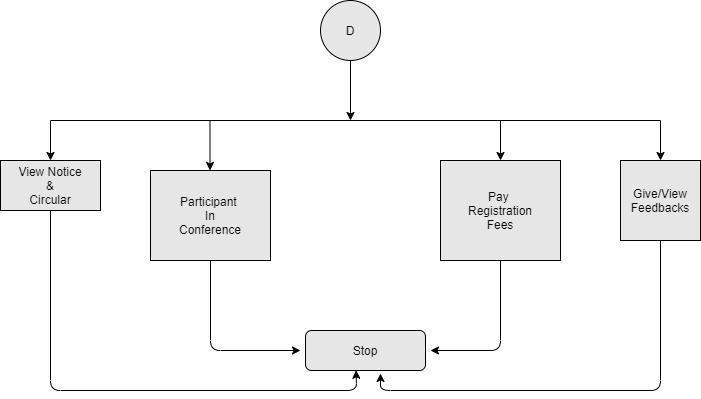 D
View Notice
&
Circular
Participant
In
Conference
Pay
Registration
Fees
Give/View
Feedbacks
Stop